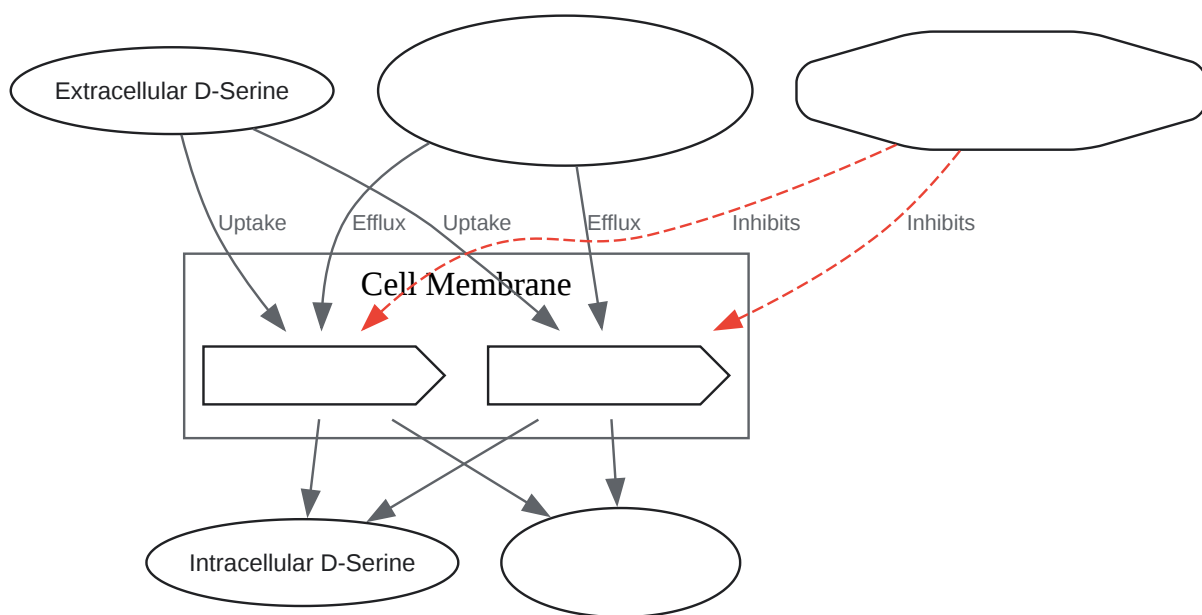 Extracellular D-Serine
Uptake
Efflux
Uptake
Efflux
Inhibits
Inhibits
Cell Membrane
Intracellular D-Serine